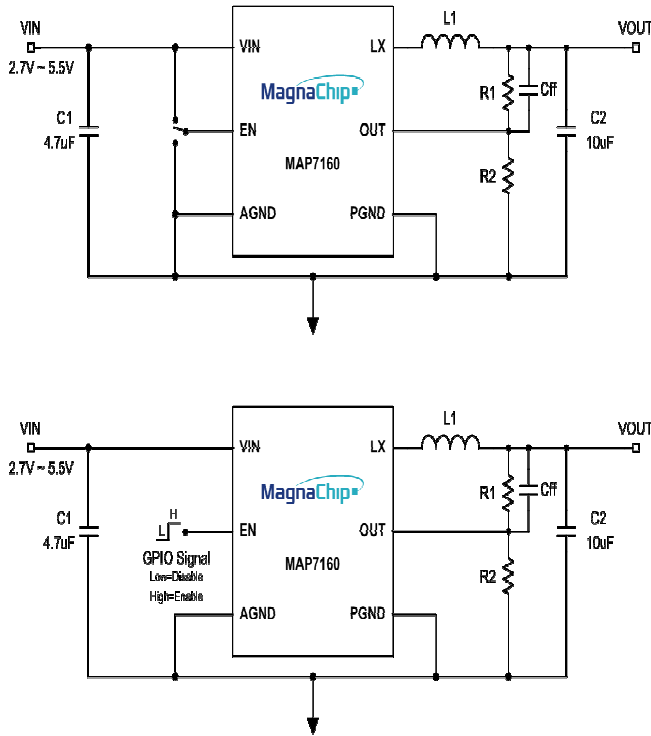 VIN
2.7V ~ 5.5V
C1
4.7uF
VIN
LX
L1
VOUT
MagnaChip
EN
OUT
MAP7160
AGND
PGND
R1
Cff
R2
C2
10uF
VIN
2.7V ~ 5.5V
C1
4.7uF
VIN
LX
L1
VOUT
MagnaChip
H
L
EN
OUT
GPIO Signal
Low=Disable
High=Enable
MAP7160
AGND
PGND
R1
Cff
R2
C2
10uF